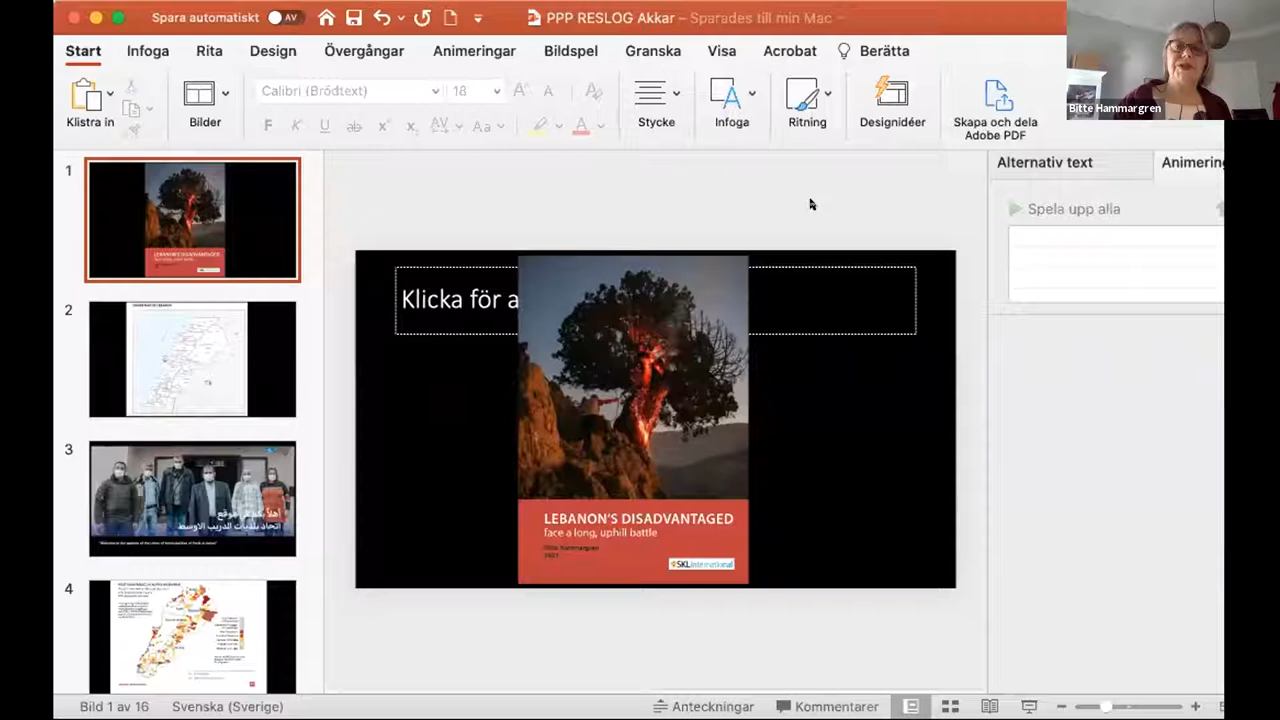 Spara automatiskt
AV
PPP RESLOG Akkar – Sparades till min Mac
Start
Infoga
Rita
Design
Övergångar
Animeringar
Bildspel
Granska
Visa
Acrobat
Berätta
Calibri (Brödtext)
18
Klistra in
Bilder
Stycke
Infoga
Ritning
Designidéer
Skapa och dela
Adobe PDF
Bitte Hammargren
1
2
3
4
Klicka för a
LEBANON'S DISADVANTAGED
face a long, uphill battle
Bitte Hammargren
2021
SKL International
Alternativ text
Animering
Spela upp alla
Bild 1 av 16
Svenska (Sverige)
Anteckningar
Kommentarer